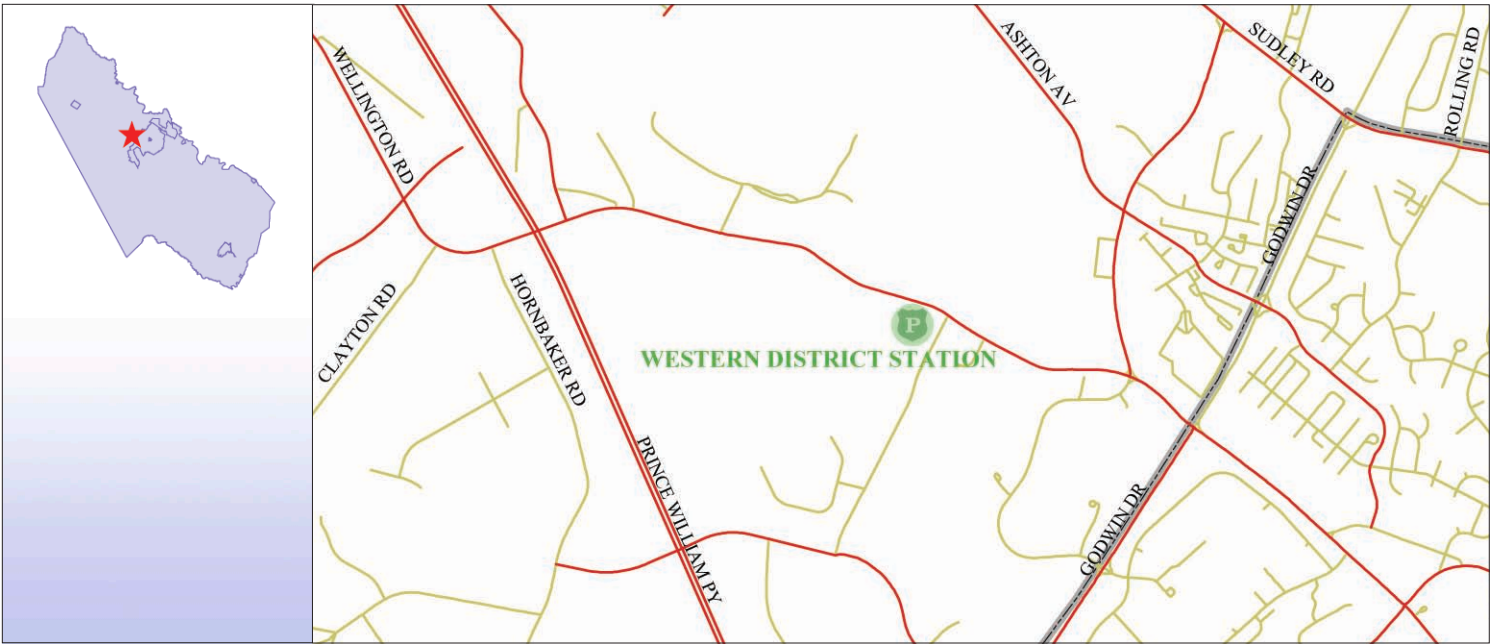 WELLINGTON RD
ASHTON AV
SUDLEY RD
ROLLING RD
GODWIN DR
CLAYTON RD
HORNBAKER RD
P
WESTERN DISTRICT STATION
PRINCE WILLIAM PY
GODWIN DR